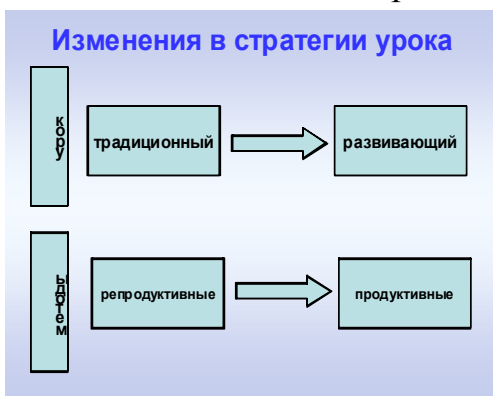 Изменения в стратегии урока
урок
традиционный
развивающий
методы
репродуктивные
продуктивные